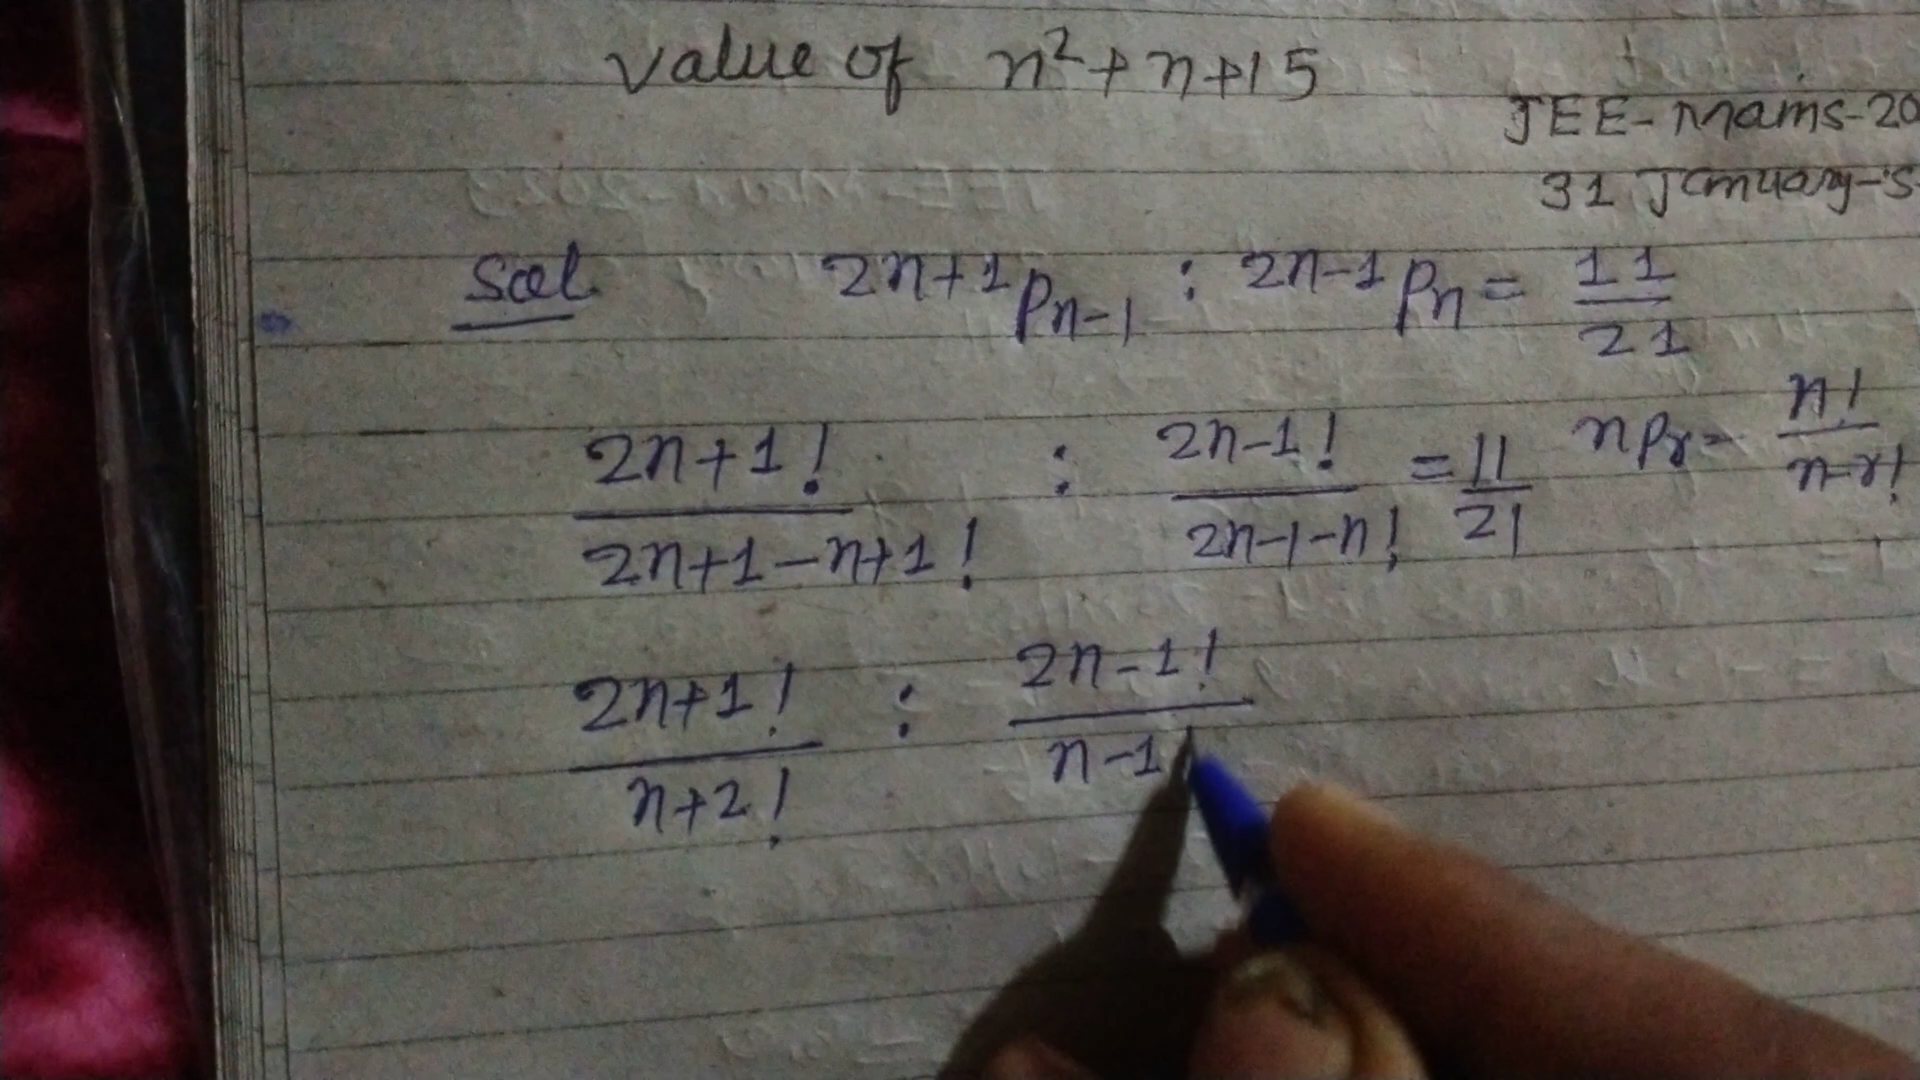 value of n²+n+15
JEE-Mains-20
31 January-S
Sol 2n+1Pn-1 : 2n-1Pn = 11/21
2n+1!/2n+1-n+1! : 2n-1!/2n-1-n! = 11/21 nPr = n!/n-r!
2n+1!/n+2! : 2n-1!/n-1